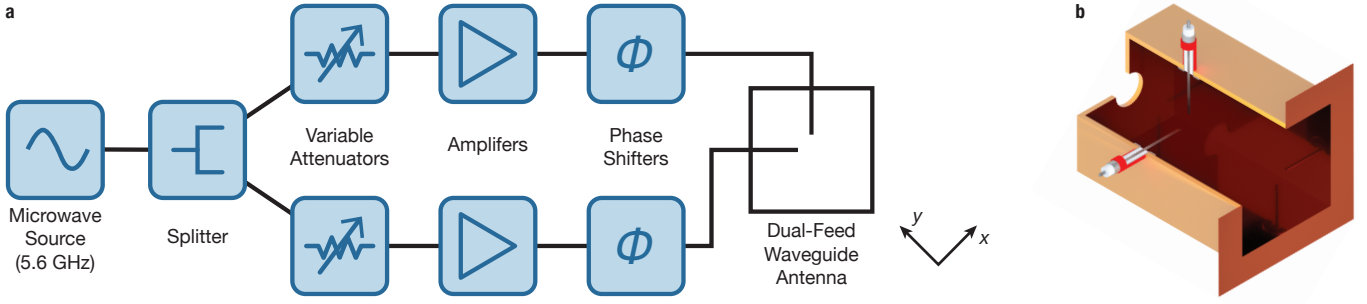 a
b
Φ
Φ
Variable
Attenuators
Amplifers
Phase
Shifters
Microwave
Source
(5.6 GHz)
Splitter
Dual-Feed
Waveguide
Antenna
y
x